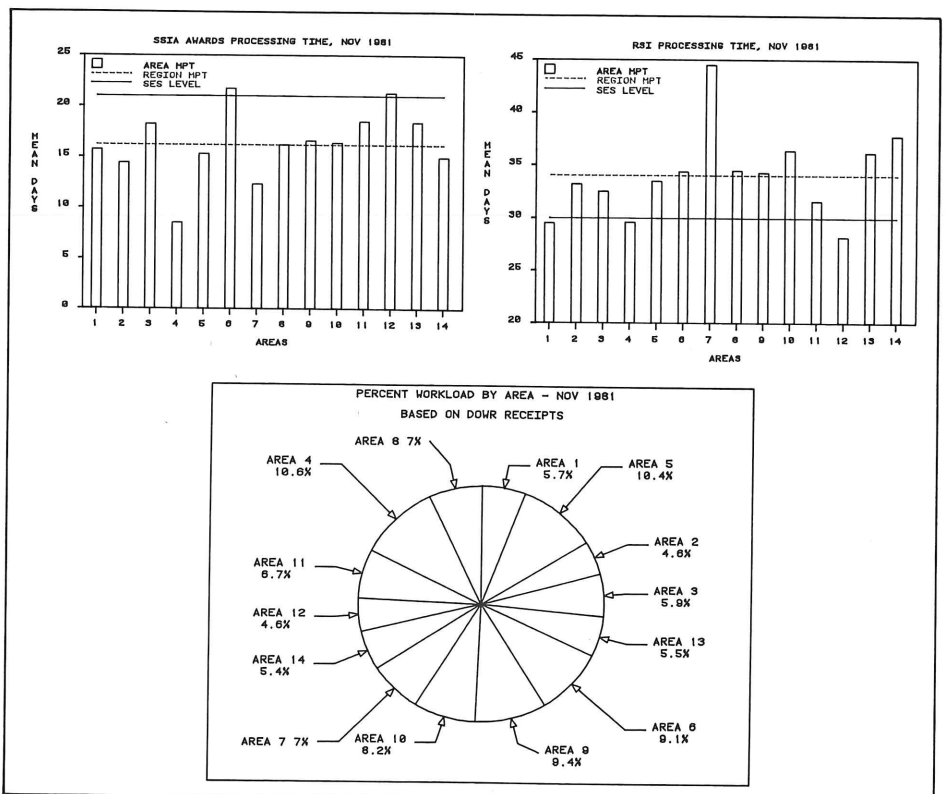 SSIA AWARDS PROCESSING TIME, NOV 1981
25
20
15
10
5
0
MEAN DAYS
AREA MPT
REGION MPT
SES LEVEL
1 2 3 4 5 6 7 8 9 10 11 12 13 14
AREAS
RSI PROCESSING TIME, NOV 1981
45
40
35
30
25
20
MEAN DAYS
AREA MPT
REGION MPT
SES LEVEL
1 2 3 4 5 6 7 8 9 10 11 12 13 14
AREAS
PERCENT WORKLOAD BY AREA - NOV 1981
BASED ON DOWR RECEIPTS
AREA 8 7%
AREA 1
5.7%
AREA 5
10.4%
AREA 2
4.6%
AREA 3
5.9%
AREA 13
5.5%
AREA 6
9.1%
AREA 9
9.4%
AREA 10
8.2%
AREA 7 7%
AREA 14
5.4%
AREA 12
4.6%
AREA 11
6.7%
AREA 4
10.6%